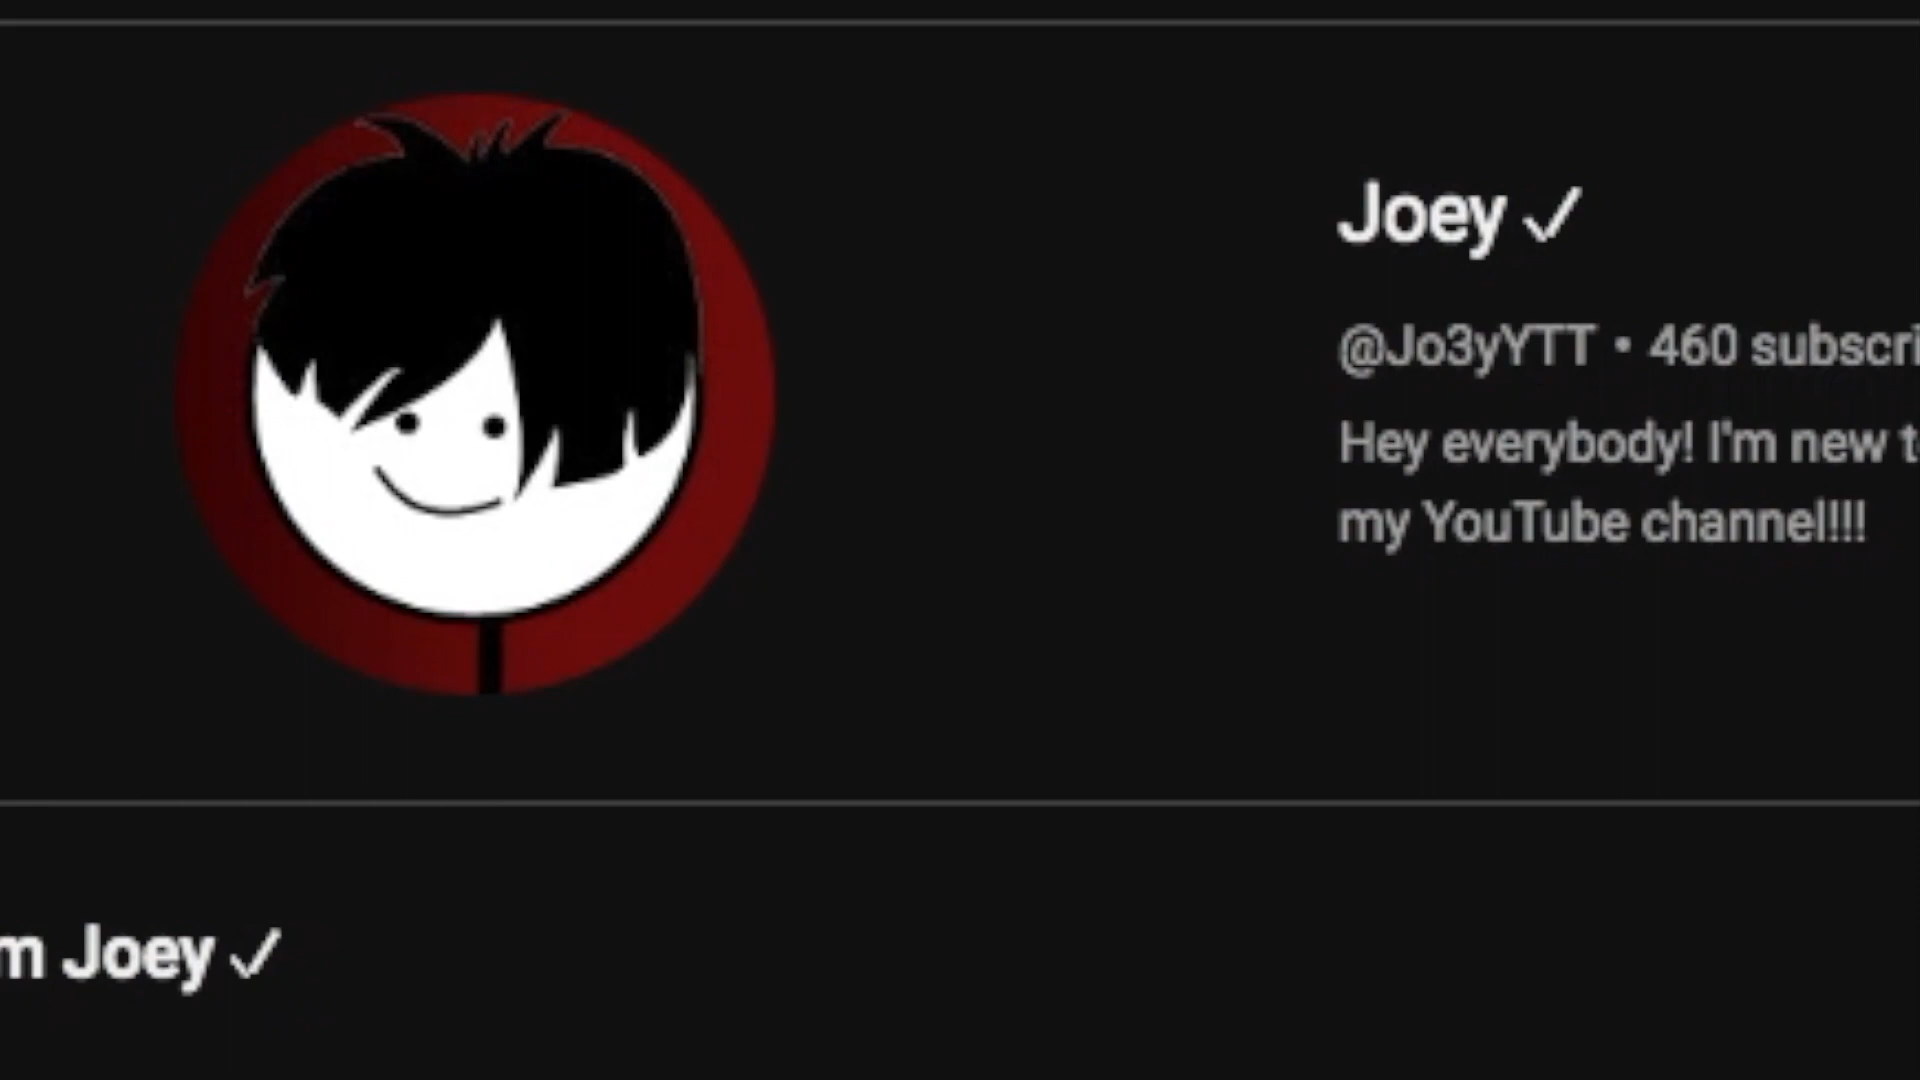 Joey ✓
@Jo3yYTT • 460 subscri
Hey everybody! I'm new t
my YouTube channel!!!
m Joey ✓